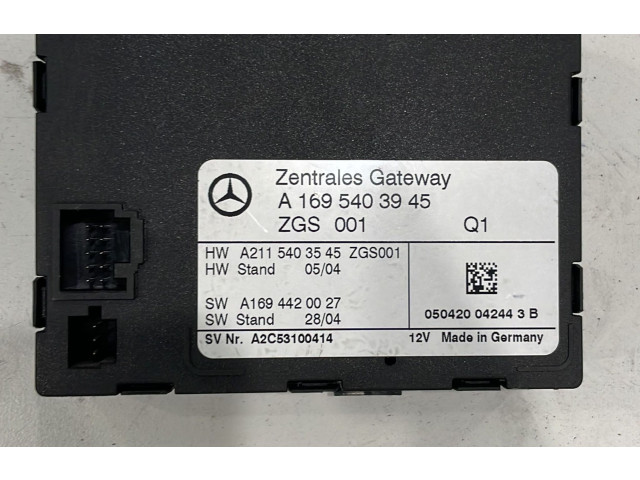 Zentrales Gateway
A 169 540 39 45
ZGS 001 Q1
HW A211 540 35 45 ZGS001
HW Stand 05/04
SW A169 442 00 27
SW Stand 28/04
050420 04244 3 B
SV Nr. A2C53100414 12V Made in Germany